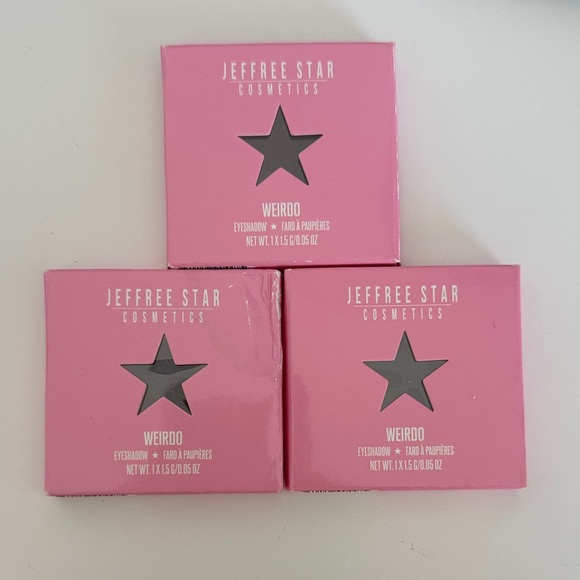 JEFFREE STAR
COSMETICS
WEIRDO
EYESHADOW ★ FARD À PAUPIÈRES
NET WT. 1 X 1.5 G/0.05 OZ
JEFFREE STAR
COSMETICS
WEIRDO
EYESHADOW ★ FARD À PAUPIÈRES
NET WT. 1 X 1.5 G/0.05 OZ
JEFFREE STAR
COSMETICS
WEIRDO
EYESHADOW ★ FARD À PAUPIÈRES
NET WT. 1 X 1.5 G/0.05 OZ